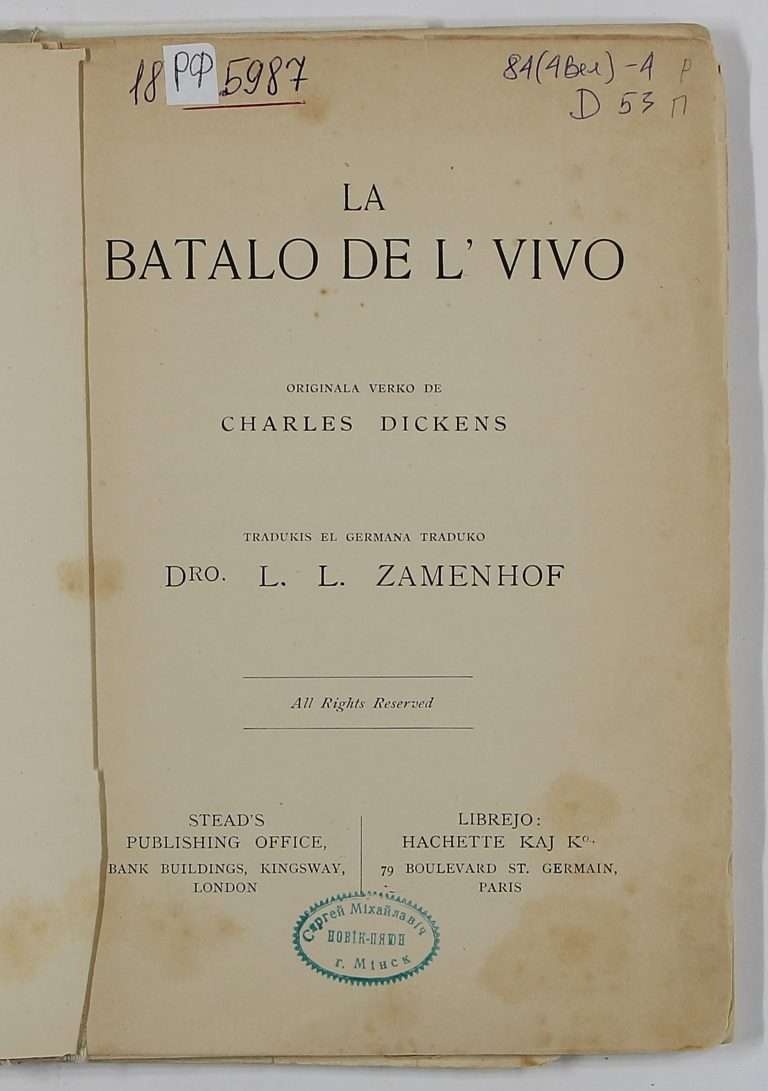 18 РФ 5987
84(4Вел)-4 Р
D 53 П
LA
BATALO DE L' VIVO
ORIGINALA VERKO DE
CHARLES DICKENS
TRADUKIS EL GERMANA TRADUKO
DRO. L. L. ZAMENHOF
All Rights Reserved
STEAD'S
PUBLISHING OFFICE,
BANK BUILDINGS, KINGSWAY,
LONDON
LIBREJO:
HACHETTE KAJ Ko.,
79 BOULEVARD ST. GERMAIN,
PARIS
Сяргей Міхайлавіч
НОВІК-ПЯЮН
г. Мінск